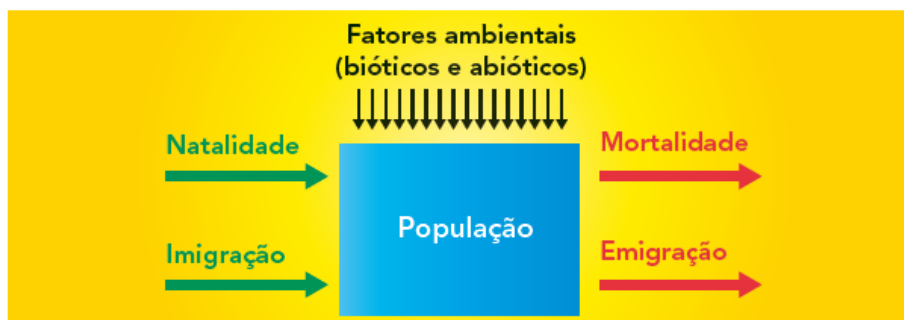 Fatores ambientais
(bióticos e abióticos)
Natalidade
Mortalidade
População
Imigração
Emigração